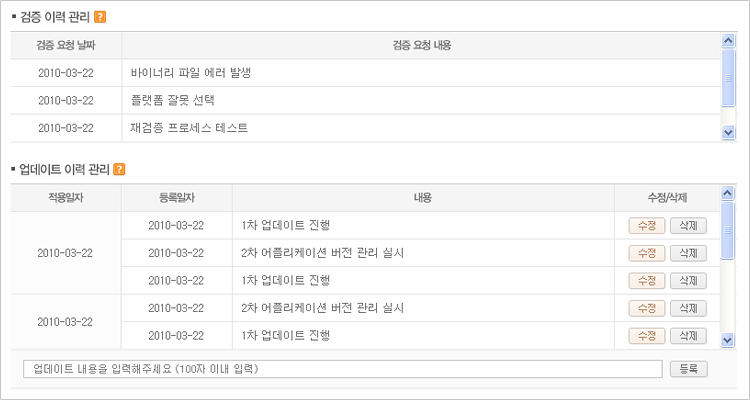 검증 이력 관리 ?
검증 요청 날짜 검증 요청 내용
2010-03-22 바이너리 파일 에러 발생
2010-03-22 플랫폼 잘못 선택
2010-03-22 재검증 프로세스 테스트
업데이트 이력 관리 ?
적용일자 등록일자 내용 수정/삭제
2010-03-22 2010-03-22 1차 업데이트 진행 수정 삭제
2010-03-22 2차 어플리케이션 버전 관리 실시 수정 삭제
2010-03-22 1차 업데이트 진행 수정 삭제
2010-03-22 2010-03-22 2차 어플리케이션 버전 관리 실시 수정 삭제
2010-03-22 1차 업데이트 진행 수정 삭제
업데이트 내용을 입력해주세요 (100자 이내 입력) 등록